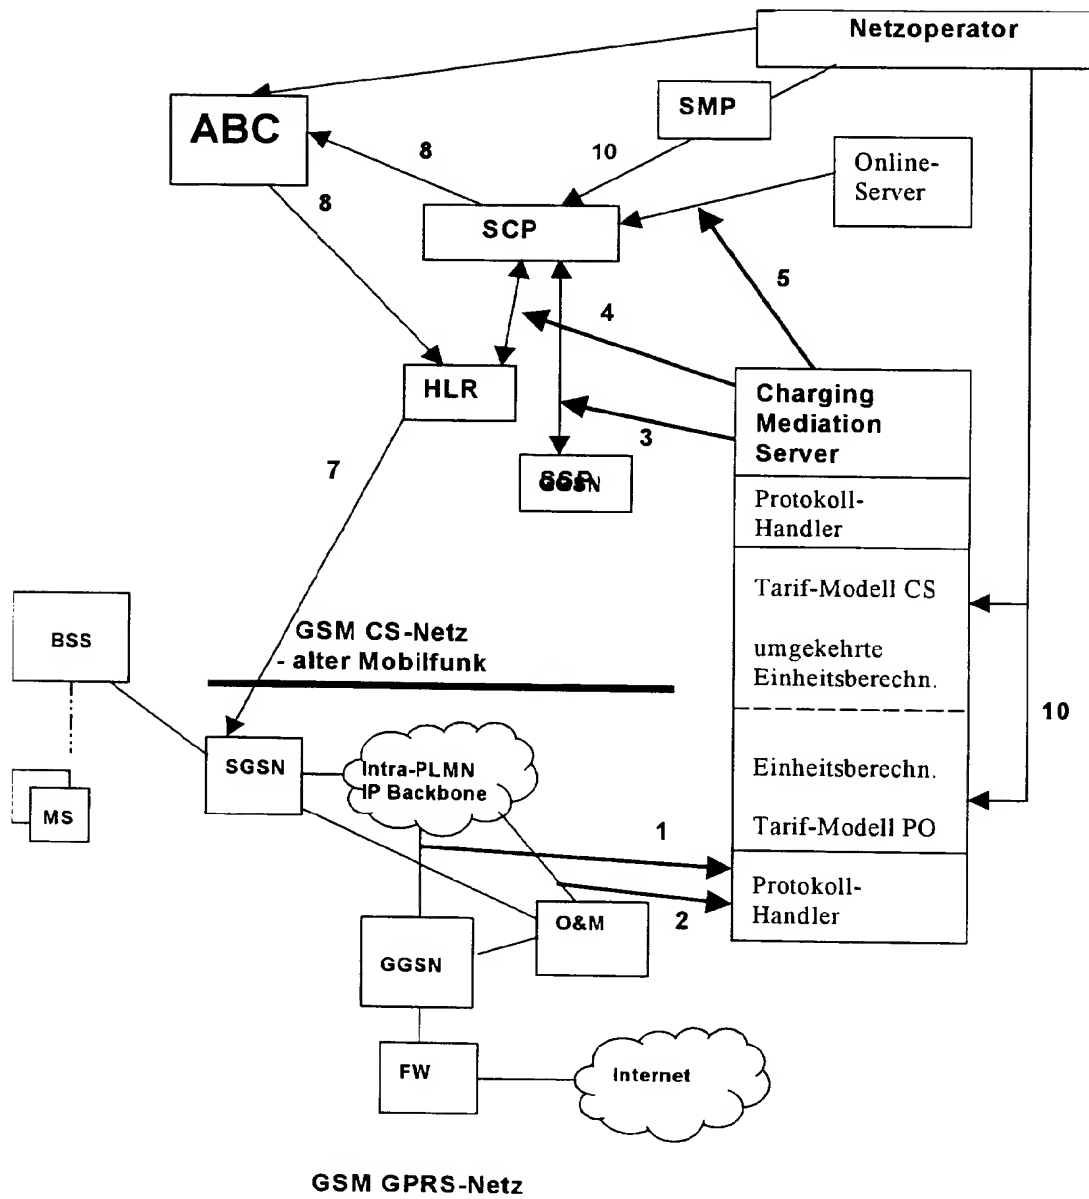 Netzoperator
ABC
SMP
8
10
Online-
Server
8
SCP
5
4
HLR
Charging
Mediation
Server
3
7
Protokoll-
Handler
Tarif-Modell CS
BSS
GSM CS-Netz
- alter Mobilfunk
umgekehrte
Einheitsberechn.
10
SGSN
Intra-PLMN
IP Backbone
Einheitsberechn.
MS
1
Tarif-Modell PO
Protokoll-
Handler
2
O&M
GGSN
FW
Internet
GSM GPRS-Netz